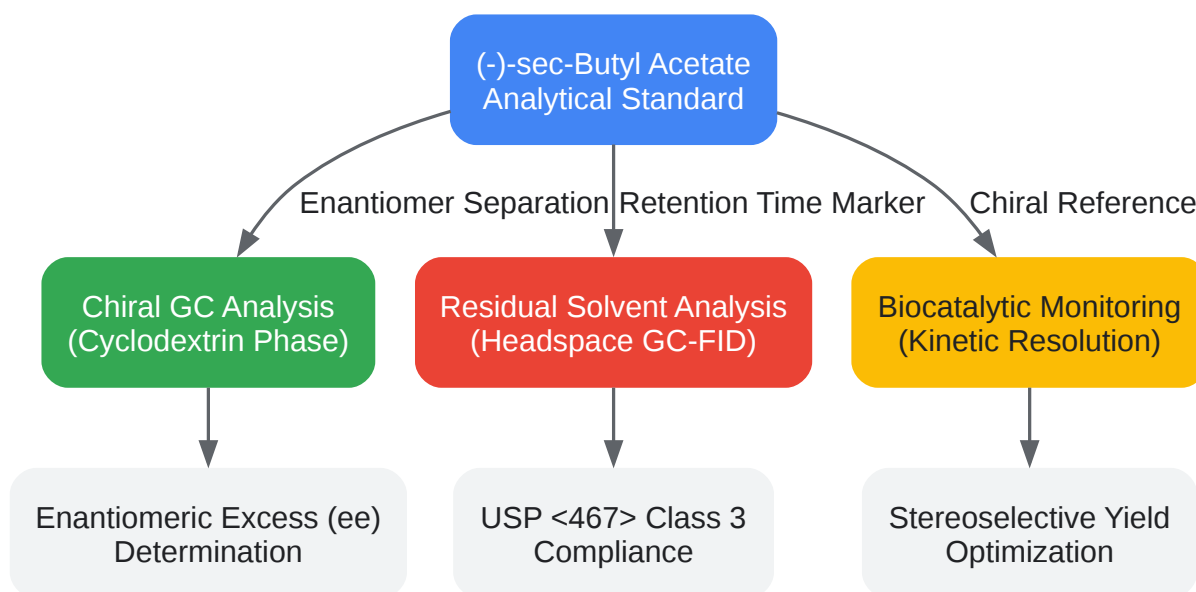 (-)-sec-Butyl Acetate
Analytical Standard
Enantiomer Separation
Retention Time Marker
Chiral Reference
Chiral GC Analysis
(Cyclodextrin Phase)
Residual Solvent Analysis
(Headspace GC-FID)
Biocatalytic Monitoring
(Kinetic Resolution)
Enantiomeric Excess (ee)
Determination
USP <467> Class 3
Compliance
Stereoselective Yield
Optimization